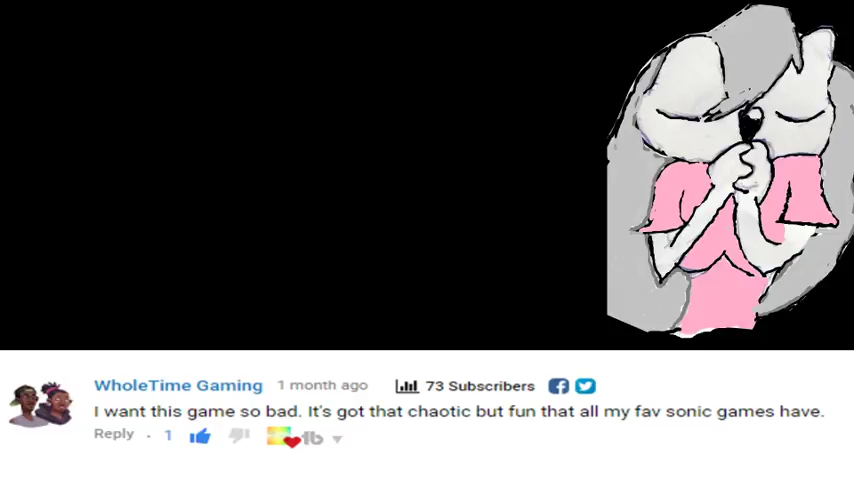 WholeTime Gaming 1 month ago 73 Subscribers
I want this game so bad. It's got that chaotic but fun that all my fav sonic games have.
Reply · 1